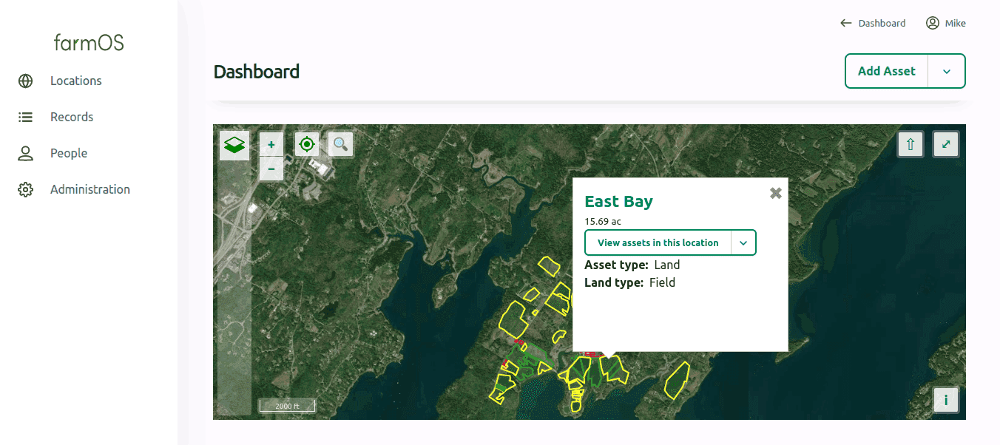 farmOS
Locations
Records
People
Administration
Dashboard
Mike
Dashboard
Add Asset
+
−
East Bay
15.69 ac
View assets in this location
Asset type: Land
Land type: Field
2000 ft
i